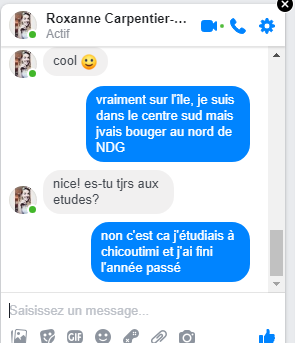 Roxanne Carpentier-...
Actif
cool 😀
vraiment sur l'île, je suis
dans le centre sud mais
jvais bouger au nord de
NDG
nice! es-tu tjrs aux
etudes?
non c'est ca j'étudiais à
chicoutimi et j'ai fini
l'année passé
Saisissez un message...
GIF